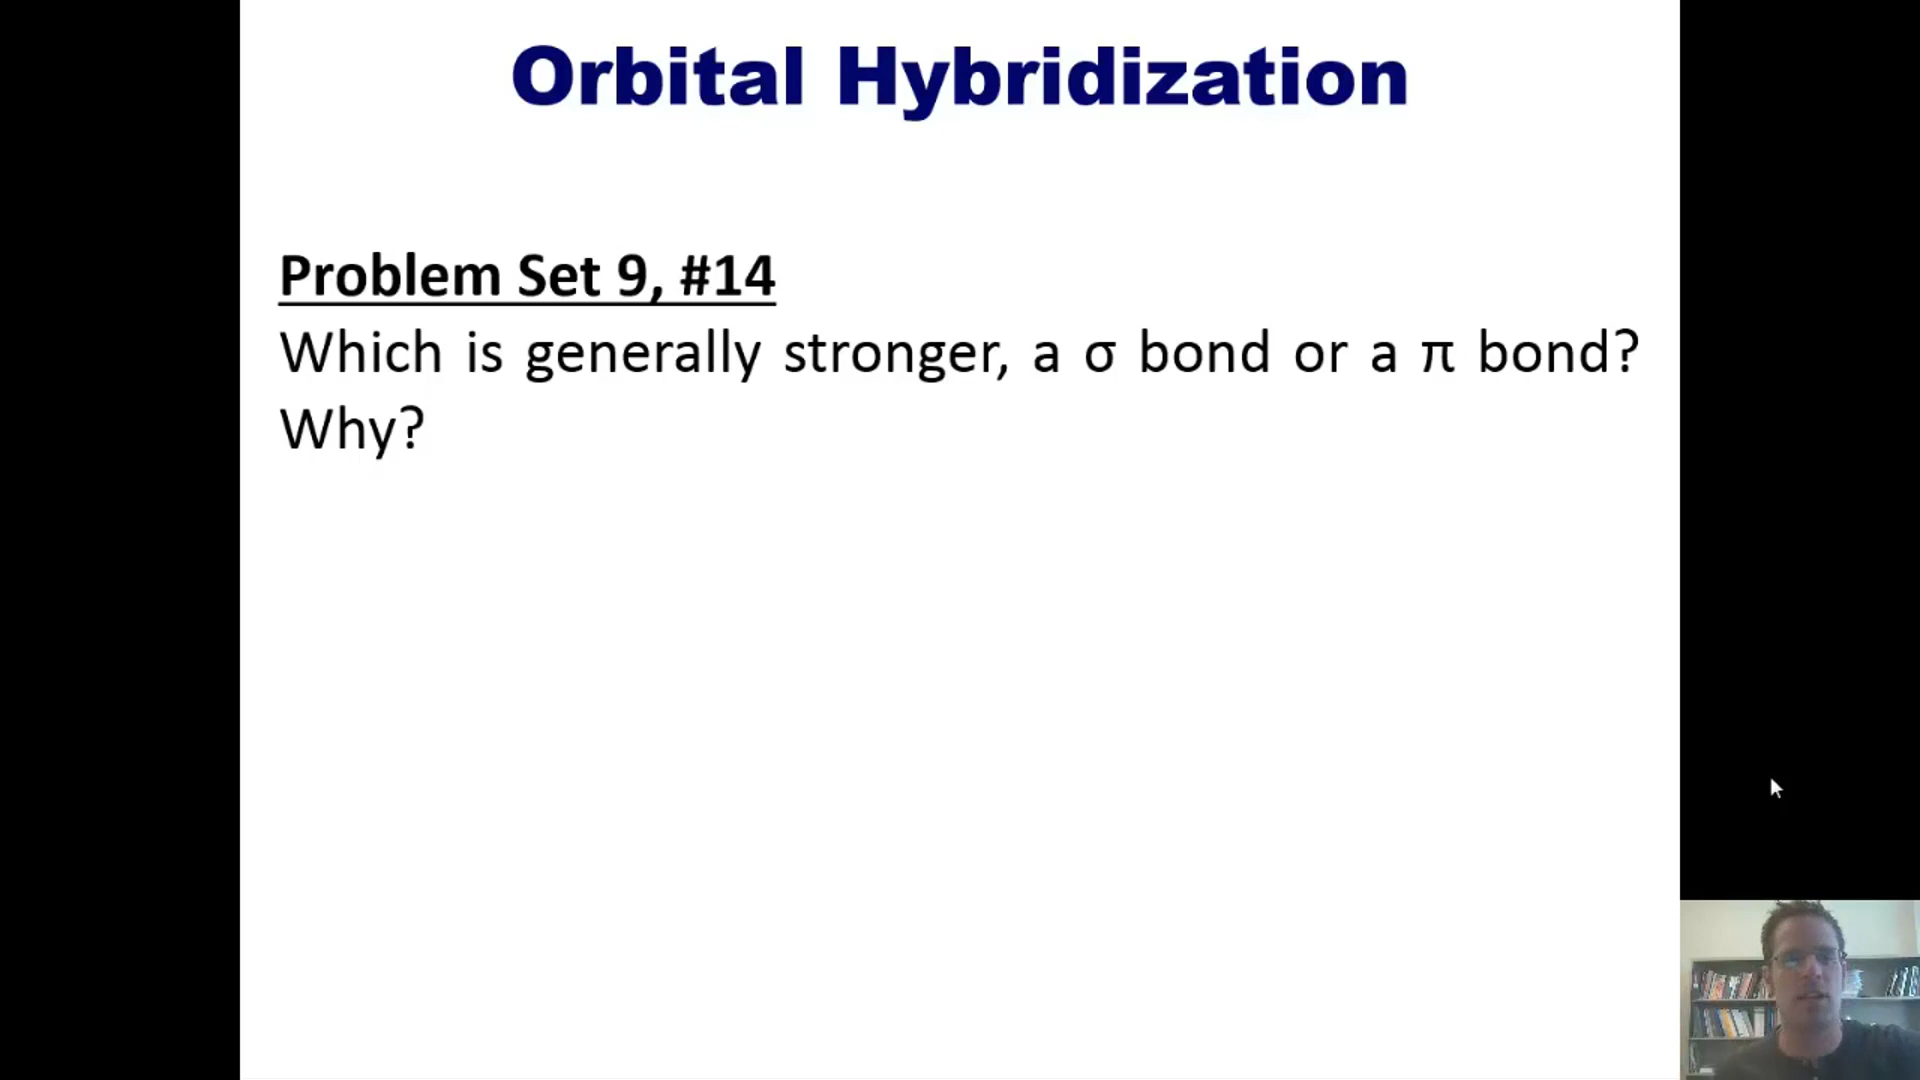 Orbital Hybridization
Problem Set 9, #14
Which is generally stronger, a σ bond or a π bond?
Why?